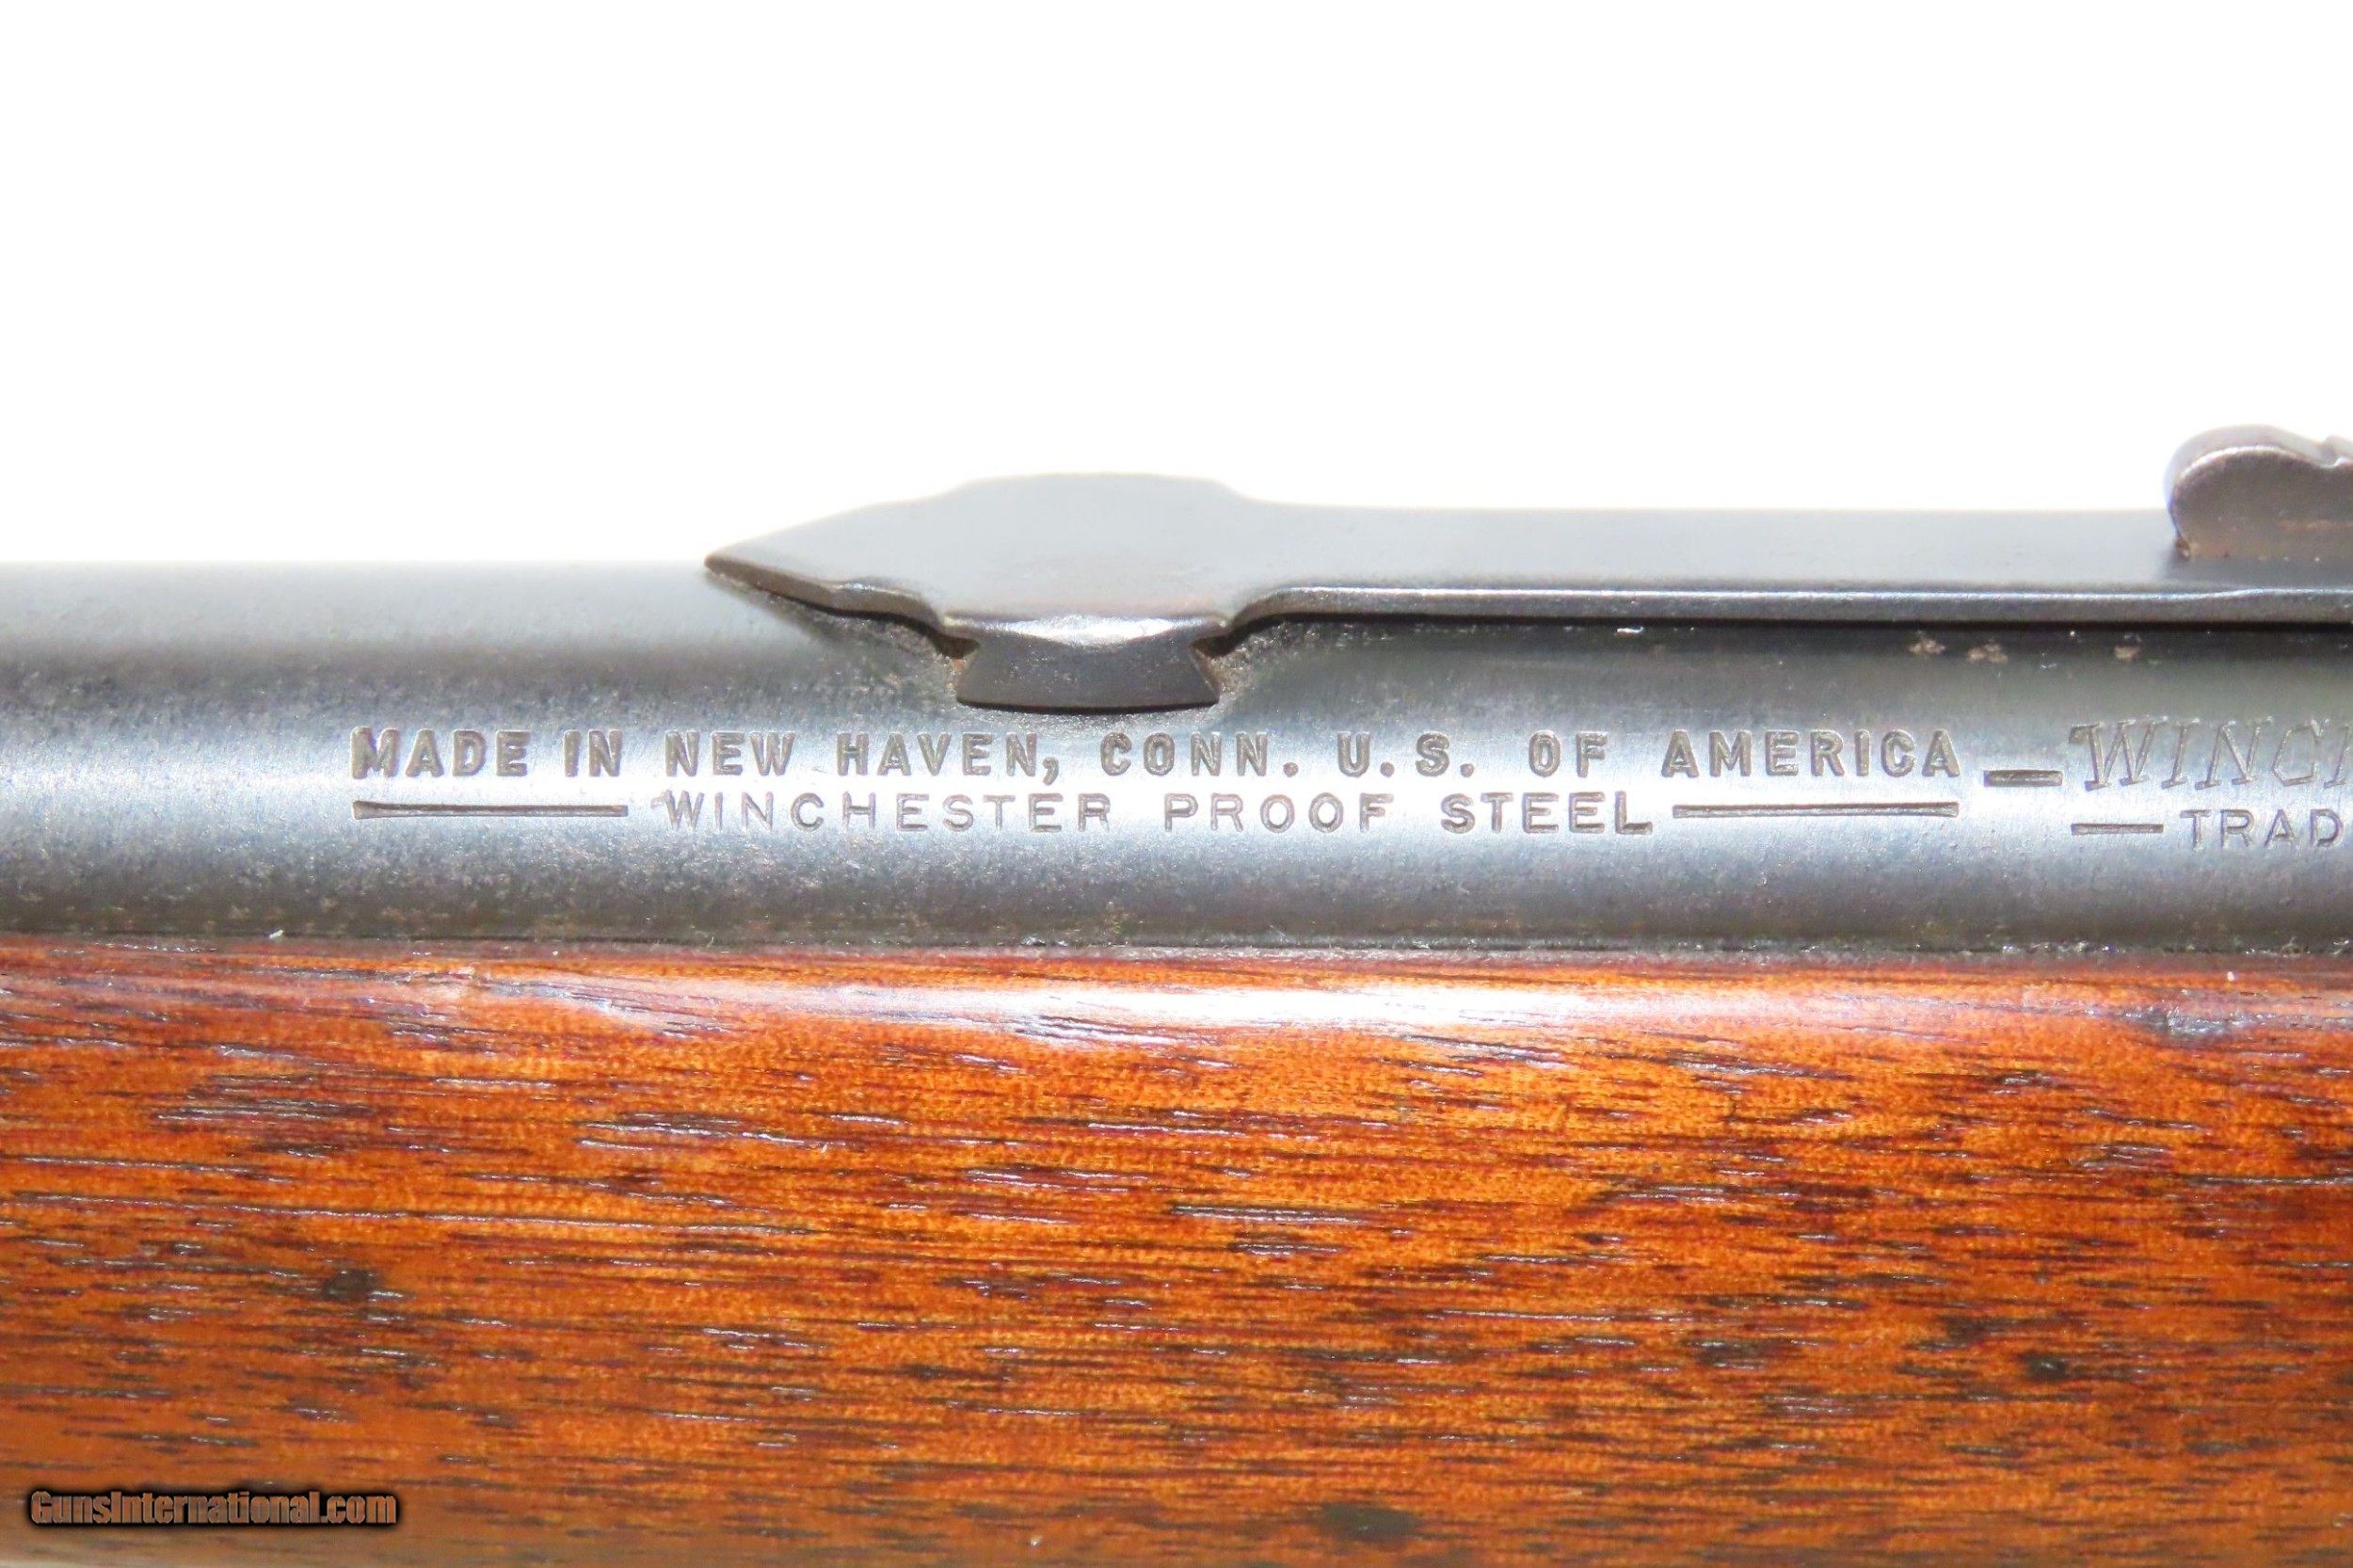 MADE IN NEW HAVEN, CONN. U.S. OF AMERICA
WINCHESTER PROOF STEEL
GunsInternational.com